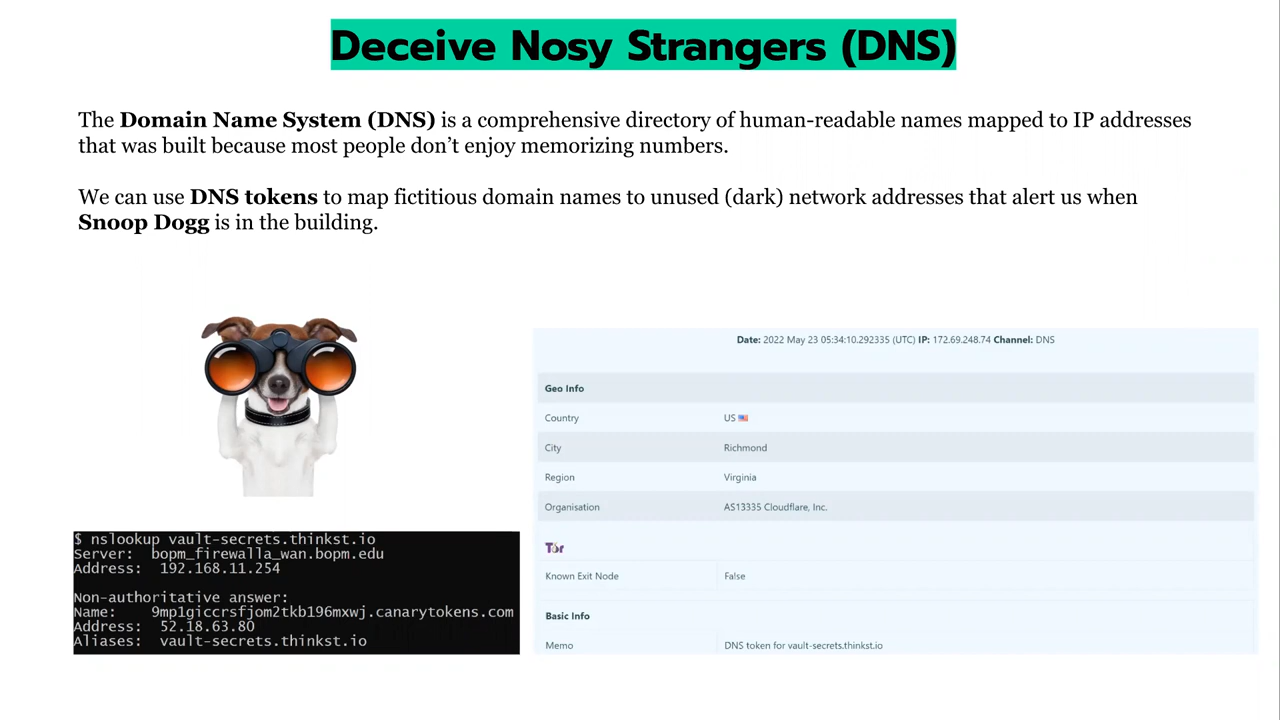 Deceive Nosy Strangers (DNS)
The Domain Name System (DNS) is a comprehensive directory of human-readable names mapped to IP addresses
that was built because most people don’t enjoy memorizing numbers.
We can use DNS tokens to map fictitious domain names to unused (dark) network addresses that alert us when
Snoop Dogg is in the building.
$ nslookup vault-secrets.thinkst.io
Server: bopm_firewalla_wan.bopm.edu
Address: 192.168.11.254
Non-authoritative answer:
Name: 9mp1giccrsfjom2tkb196mxwj.canarytokens.com
Address: 52.18.63.80
Aliases: vault-secrets.thinkst.io
Date: 2022 May 23 05:34:10.292335 (UTC) IP: 172.69.248.74 Channel: DNS
Geo Info
Country US
City Richmond
Region Virginia
Organisation AS13335 Cloudflare, Inc.
Tor
Known Exit Node False
Basic Info
Memo DNS token for vault-secrets.thinkst.io